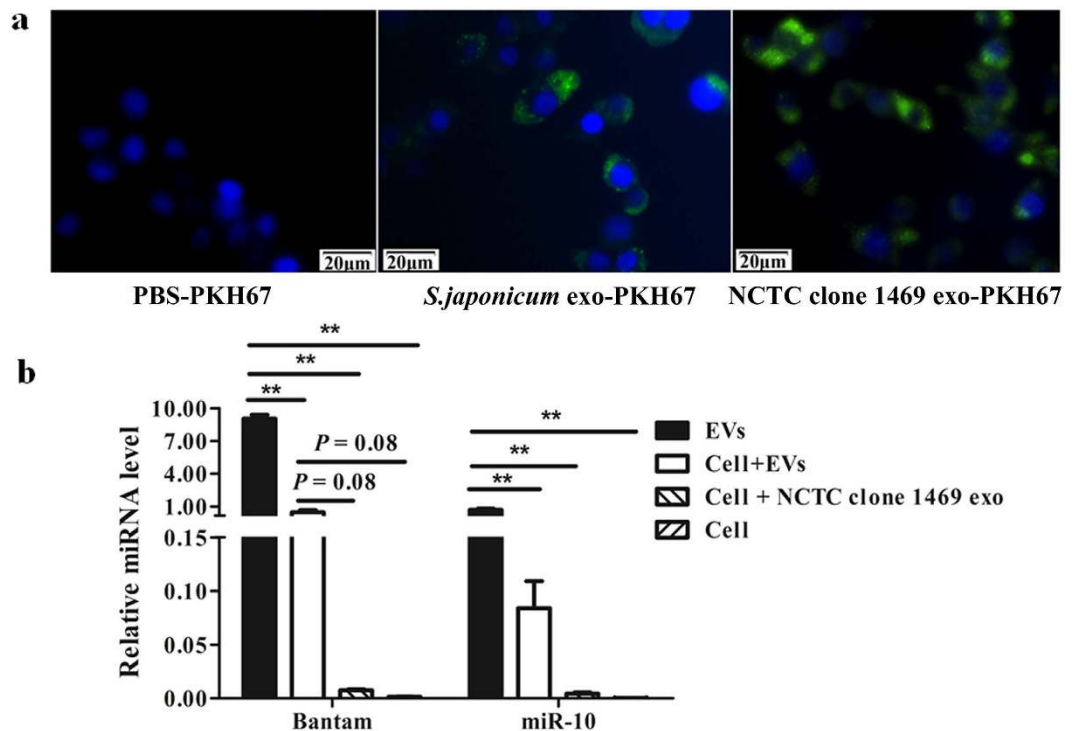 a
20μm 20μm 20μm
PBS-PKH67 S.japonicum exo-PKH67 NCTC clone 1469 exo-PKH67
b
**
**
**
P = 0.08
P = 0.08
**
**
**
10.00
7.00
4.00
1.00
0.15
0.10
0.05
0.00
Relative miRNA level
Bantam miR-10
EVs
Cell+EVs
Cell + NCTC clone 1469 exo
Cell